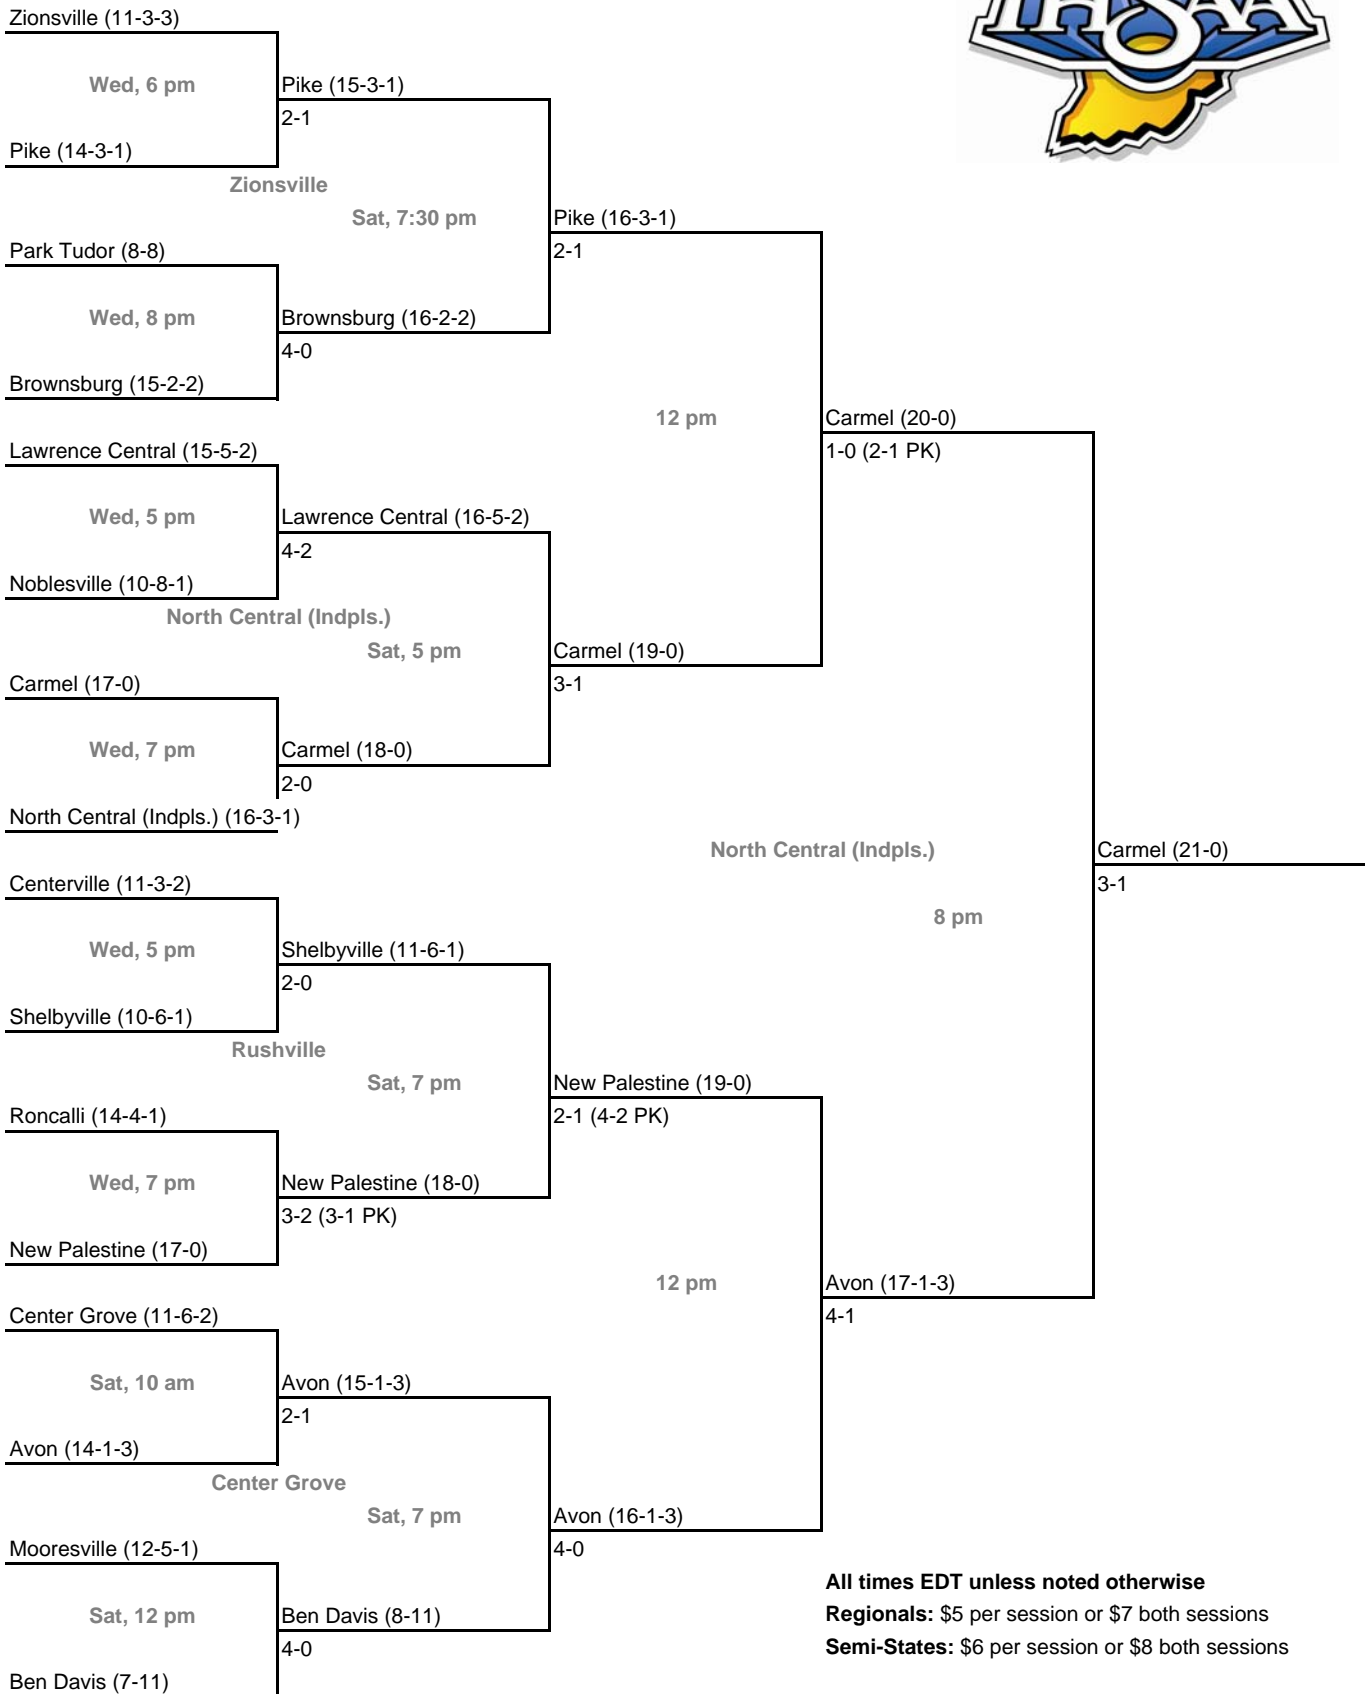 IHSAA
Zionsville (11-3-3)
Wed, 6 pm
Pike (15-3-1)
2-1
Pike (14-3-1)
Zionsville
Sat, 7:30 pm
Pike (16-3-1)
2-1
Park Tudor (8-8)
Wed, 8 pm
Brownsburg (16-2-2)
4-0
Brownsburg (15-2-2)
12 pm
Carmel (20-0)
1-0 (2-1 PK)
Lawrence Central (15-5-2)
Wed, 5 pm
Lawrence Central (16-5-2)
4-2
Noblesville (10-8-1)
North Central (Indpls.)
Sat, 5 pm
Carmel (19-0)
3-1
Carmel (17-0)
Wed, 7 pm
Carmel (18-0)
2-0
North Central (Indpls.) (16-3-1)
North Central (Indpls.)
8 pm
Carmel (21-0)
3-1
Centerville (11-3-2)
Wed, 5 pm
Shelbyville (11-6-1)
2-0
Shelbyville (10-6-1)
Rushville
Sat, 7 pm
New Palestine (19-0)
2-1 (4-2 PK)
Roncalli (14-4-1)
Wed, 7 pm
New Palestine (18-0)
3-2 (3-1 PK)
New Palestine (17-0)
12 pm
Avon (17-1-3)
4-1
Center Grove (11-6-2)
Sat, 10 am
Avon (15-1-3)
2-1
Avon (14-1-3)
Center Grove
Sat, 7 pm
Avon (16-1-3)
4-0
Mooresville (12-5-1)
Sat, 12 pm
Ben Davis (8-11)
4-0
Ben Davis (7-11)
All times EDT unless noted otherwise
Regionals: $5 per session or $7 both sessions
Semi-States: $6 per session or $8 both sessions